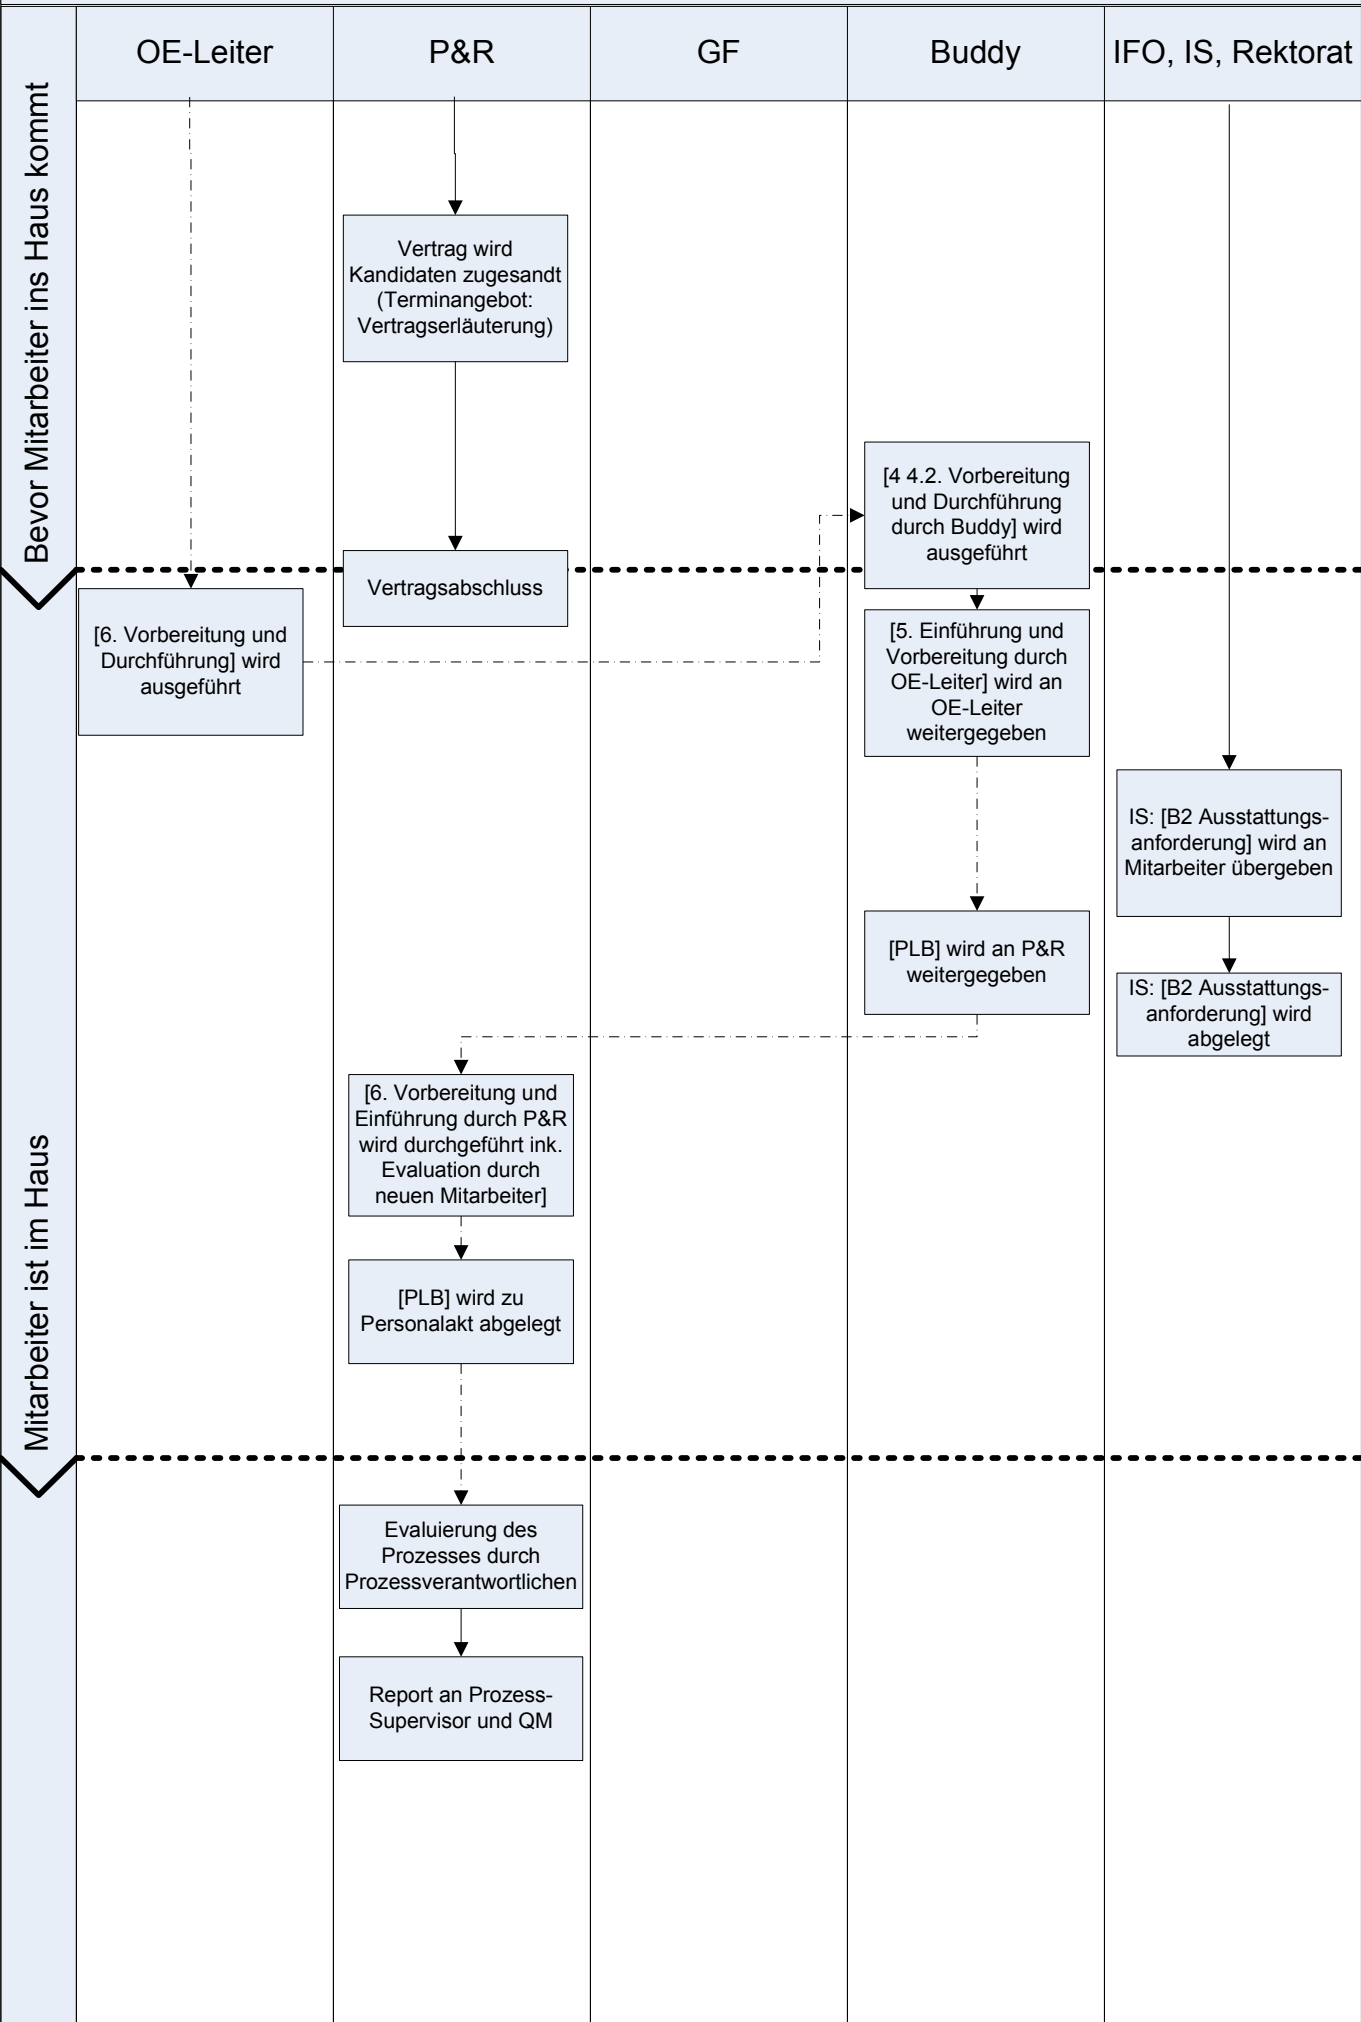 OE-Leiter
P&R
GF
Buddy
IFO, IS, Rektorat
Bevor Mitarbeiter ins Haus kommt
Vertrag wird
Kandidaten zugesandt
(Terminangebot:
Vertragserläuterung)
[4 4.2. Vorbereitung
und Durchführung
durch Buddy] wird
ausgeführt
Vertragsabschluss
[6. Vorbereitung und
Durchführung] wird
ausgeführt
[5. Einführung und
Vorbereitung durch
OE-Leiter] wird an
OE-Leiter
weitergegeben
IS: [B2 Ausstattungs-
anforderung] wird an
Mitarbeiter übergeben
[PLB] wird an P&R
weitergegeben
IS: [B2 Ausstattungs-
anforderung] wird
abgelegt
Mitarbeiter ist im Haus
[6. Vorbereitung und
Einführung durch P&R
wird durchgeführt ink.
Evaluation durch
neuen Mitarbeiter]
[PLB] wird zu
Personalakt abgelegt
Evaluierung des
Prozesses durch
Prozessverantwortlichen
Report an Prozess-
Supervisor und QM